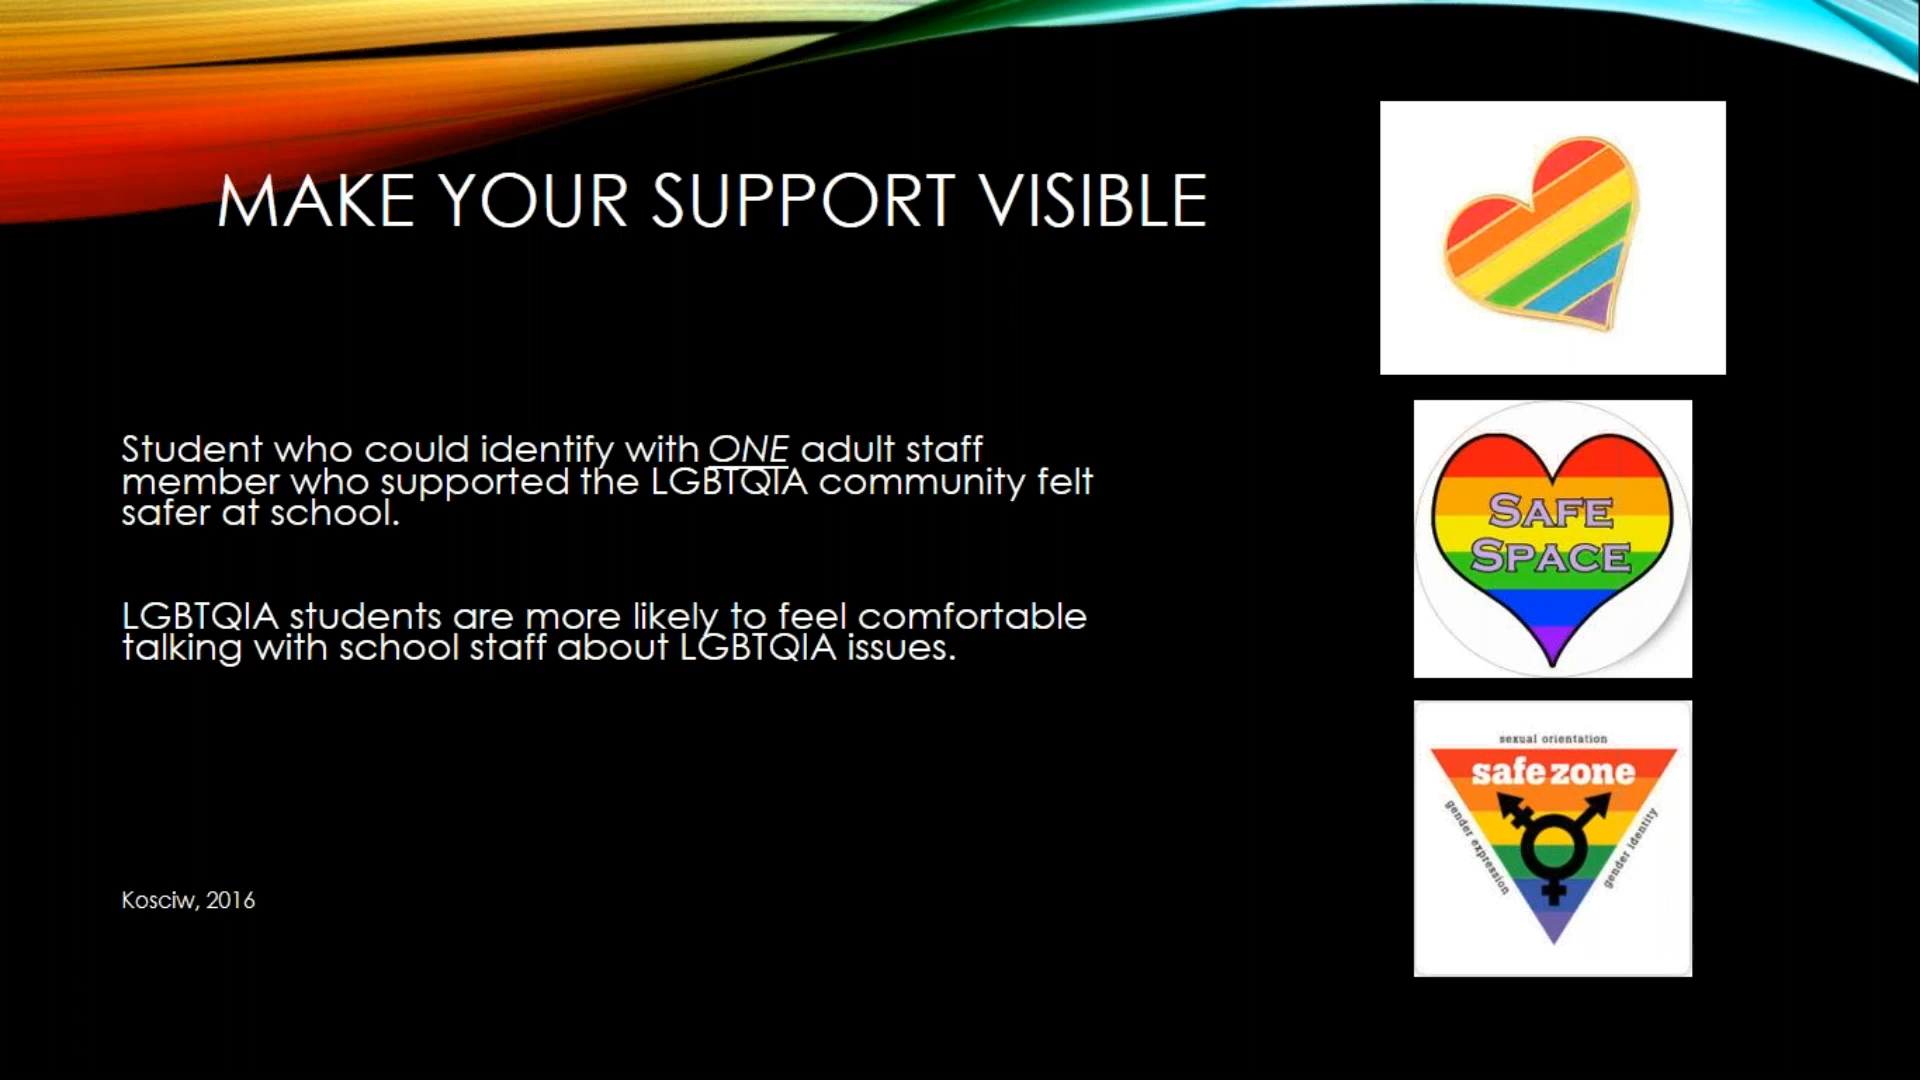 MAKE YOUR SUPPORT VISIBLE
Student who could identify with ONE adult staff
member who supported the LGBTQIA community felt
safer at school.
LGBTQIA students are more likely to feel comfortable
talking with school staff about LGBTQIA issues.
Kosciw, 2016
SAFE
SPACE
sexual orientation
safe zone
gender expression
gender identity